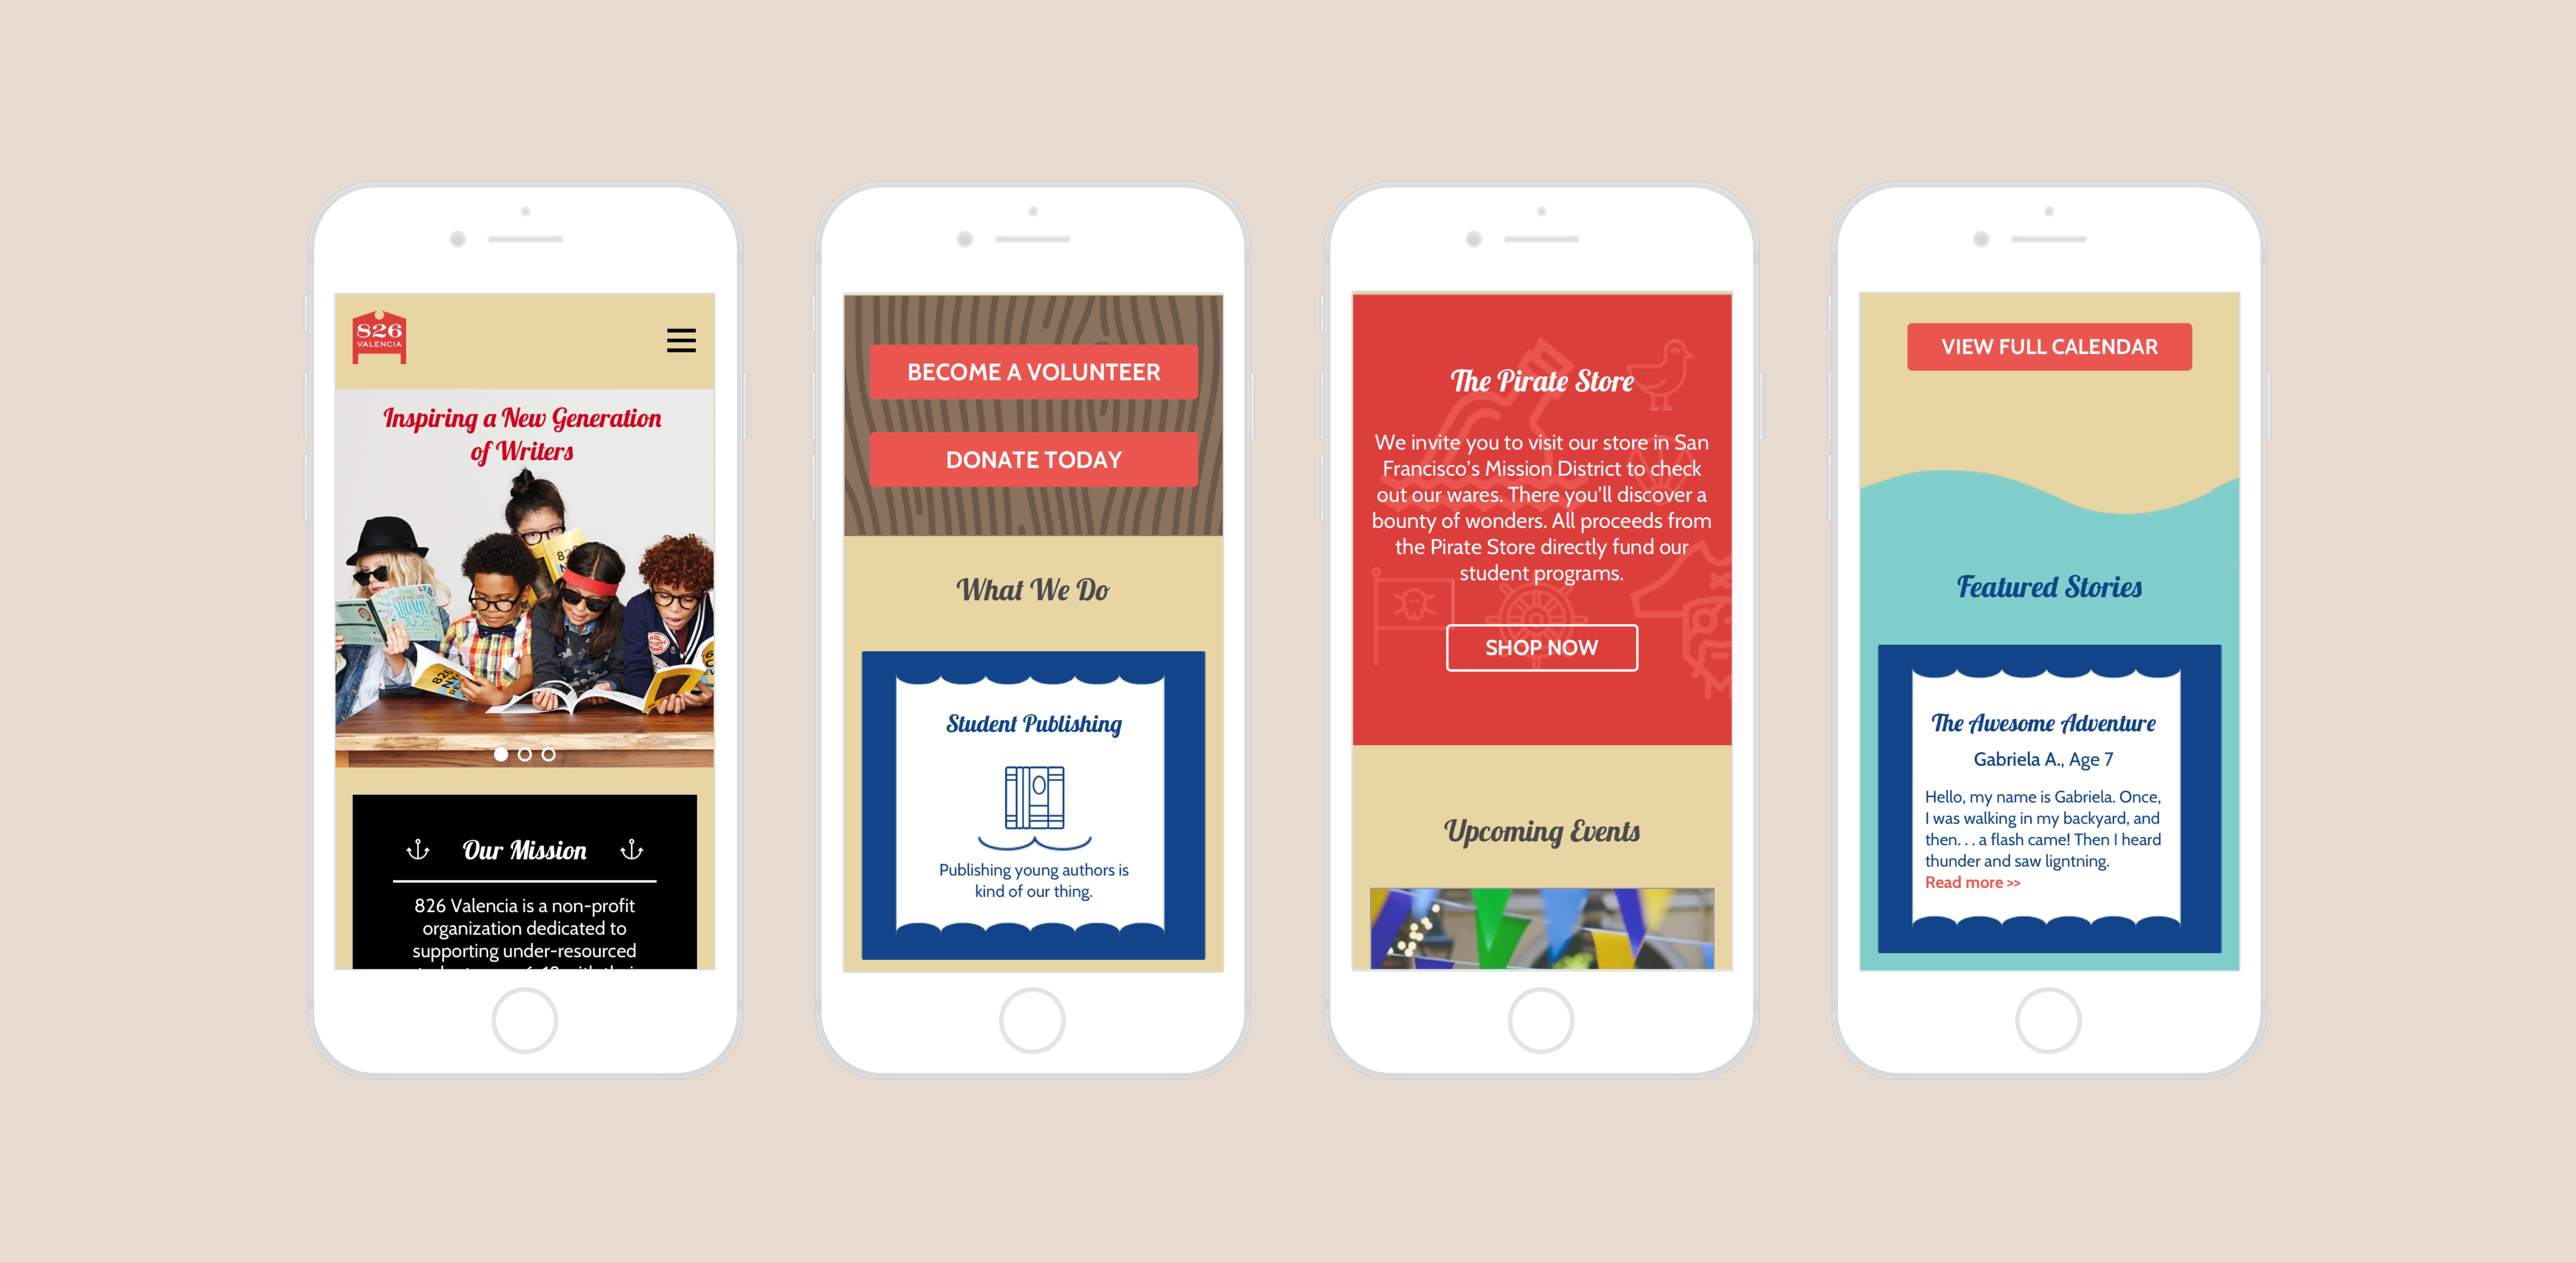 826
VALENCIA
Inspiring a New Generation
of Writers
826
Our Mission
826 Valencia is a non-profit
organization dedicated to
supporting under-resourced
BECOME A VOLUNTEER
DONATE TODAY
What We Do
Student Publishing
Publishing young authors is
kind of our thing.
The Pirate Store
We invite you to visit our store in San
Francisco's Mission District to check
out our wares. There you'll discover a
bounty of wonders. All proceeds from
the Pirate Store directly fund our
student programs.
SHOP NOW
Upcoming Events
VIEW FULL CALENDAR
Featured Stories
The Awesome Adventure
Gabriela A., Age 7
Hello, my name is Gabriela. Once,
I was walking in my backyard, and
then. . . a flash came! Then I heard
thunder and saw ligntning.
Read more >>